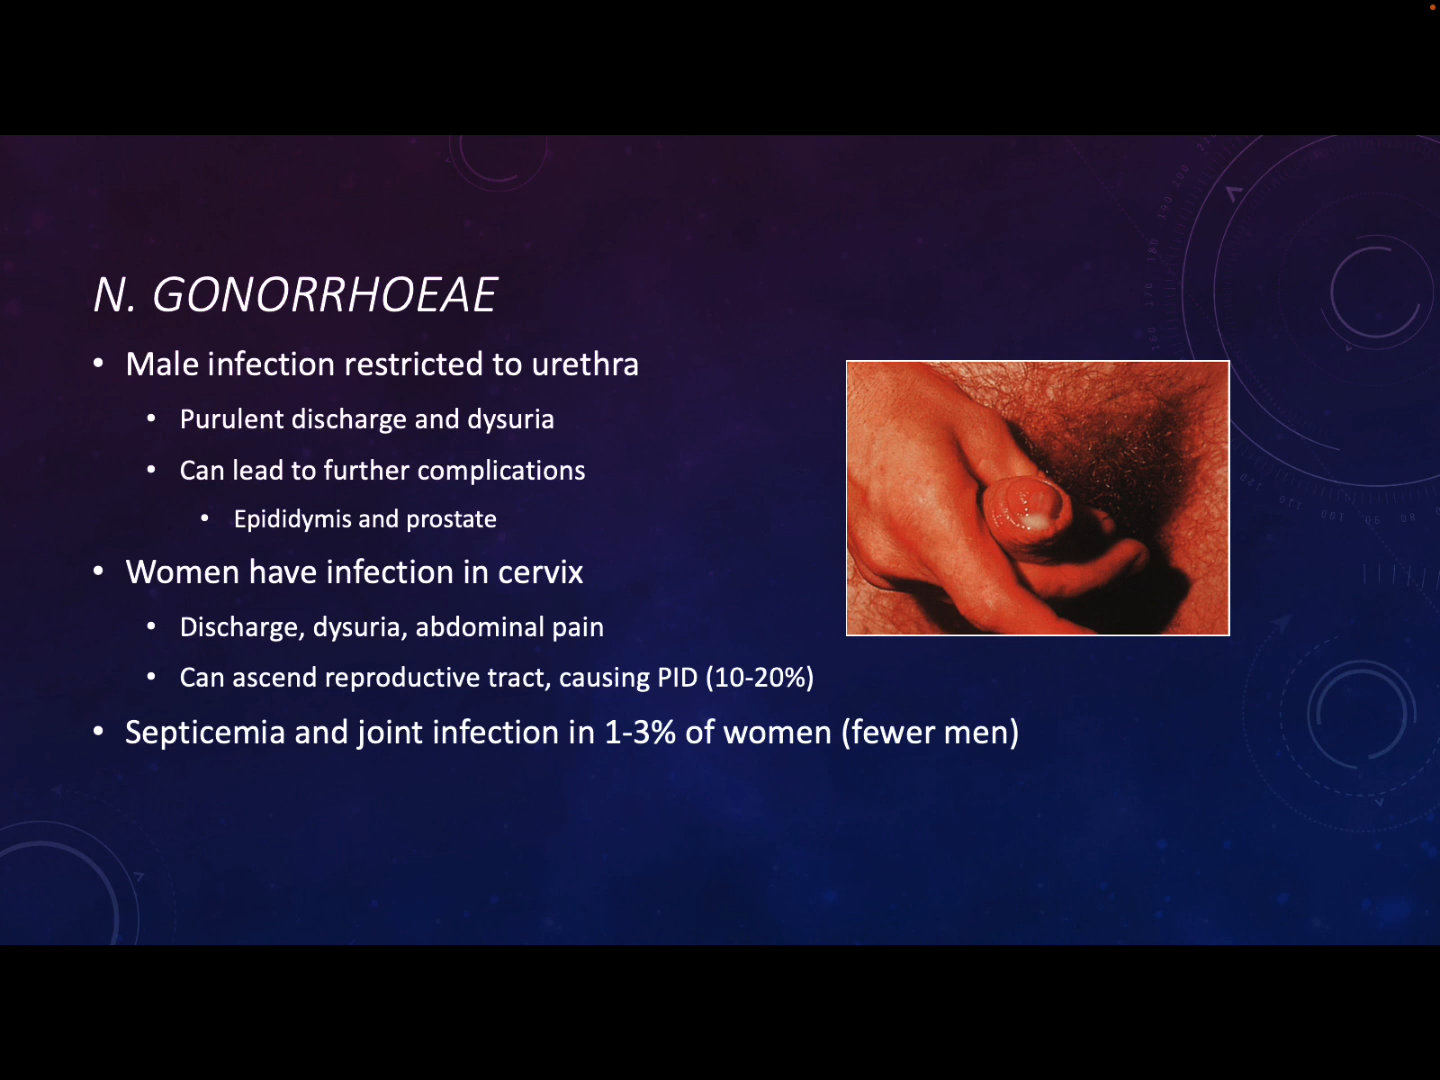 N. GONORRHOEAE
• Male infection restricted to urethra
• Purulent discharge and dysuria
• Can lead to further complications
• Epididymis and prostate
• Women have infection in cervix
• Discharge, dysuria, abdominal pain
• Can ascend reproductive tract, causing PID (10-20%)
• Septicemia and joint infection in 1-3% of women (fewer men)